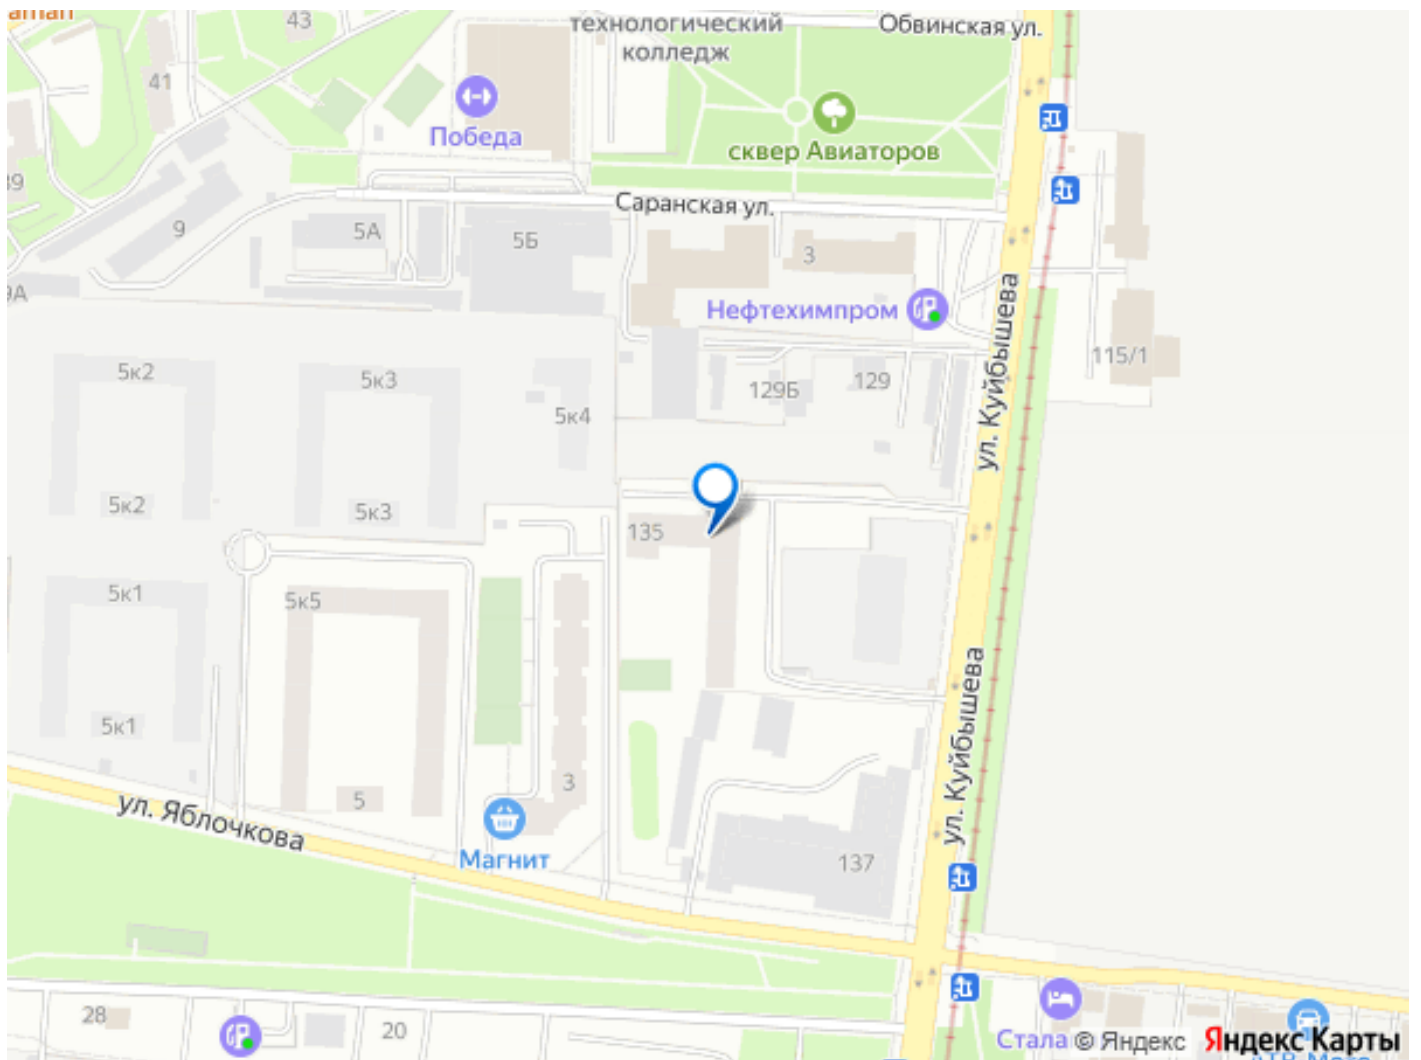 43
технологический
колледж
Обвинская ул.
41
Победа
сквер Авиаторов
Саранская ул.
9
5А
5Б
3
9А
Нефтехимпром
ул. Куйбышева
115/1
5к2
5к3
129Б
129
5к4
5к2
5к3
135
5к1
5к5
ул. Куйбышева
5к1
5
3
ул. Яблочкова
Магнит
137
28
20
Стала
© Яндекс
Яндекс Карты